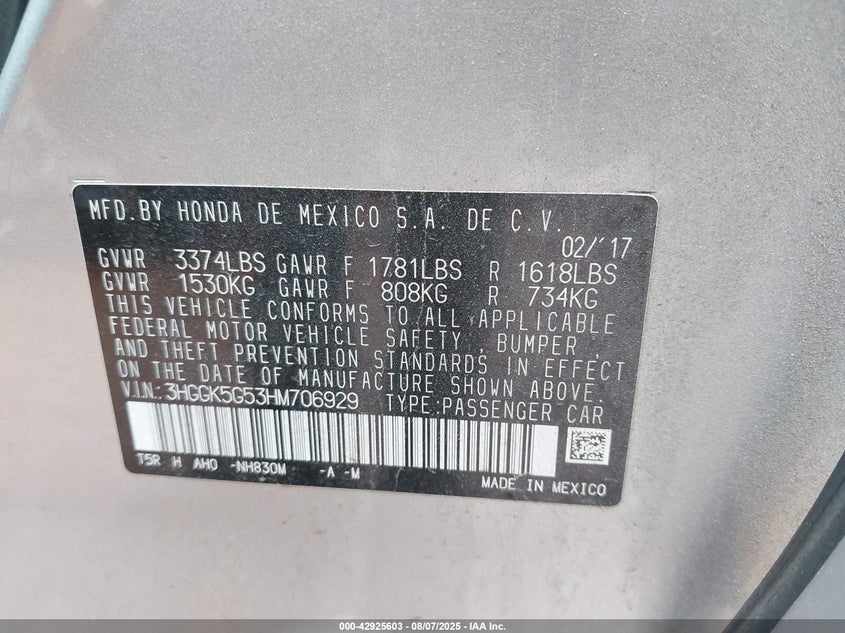 MFD.BY HONDA DE MEXICO S.A. DE C.V.
02/'17
GVWR 3374LBS GAWR F 1781LBS R 1618LBS
GVWR 1530KG GAWR F 808KG R 734KG
THIS VEHICLE CONFORMS TO ALL APPLICABLE
FEDERAL MOTOR VEHICLE SAFETY, BUMPER,
AND THEFT PREVENTION STANDARDS IN EFFECT
ON THE DATE OF MANUFACTURE SHOWN ABOVE.
V.I.N.: 3HGGK5G53HM706929 TYPE:PASSENGER CAR
T5R H AH0 -NH830M -A -M
MADE IN MEXICO
000-42925603 - 08/07/2025 - IAA Inc.